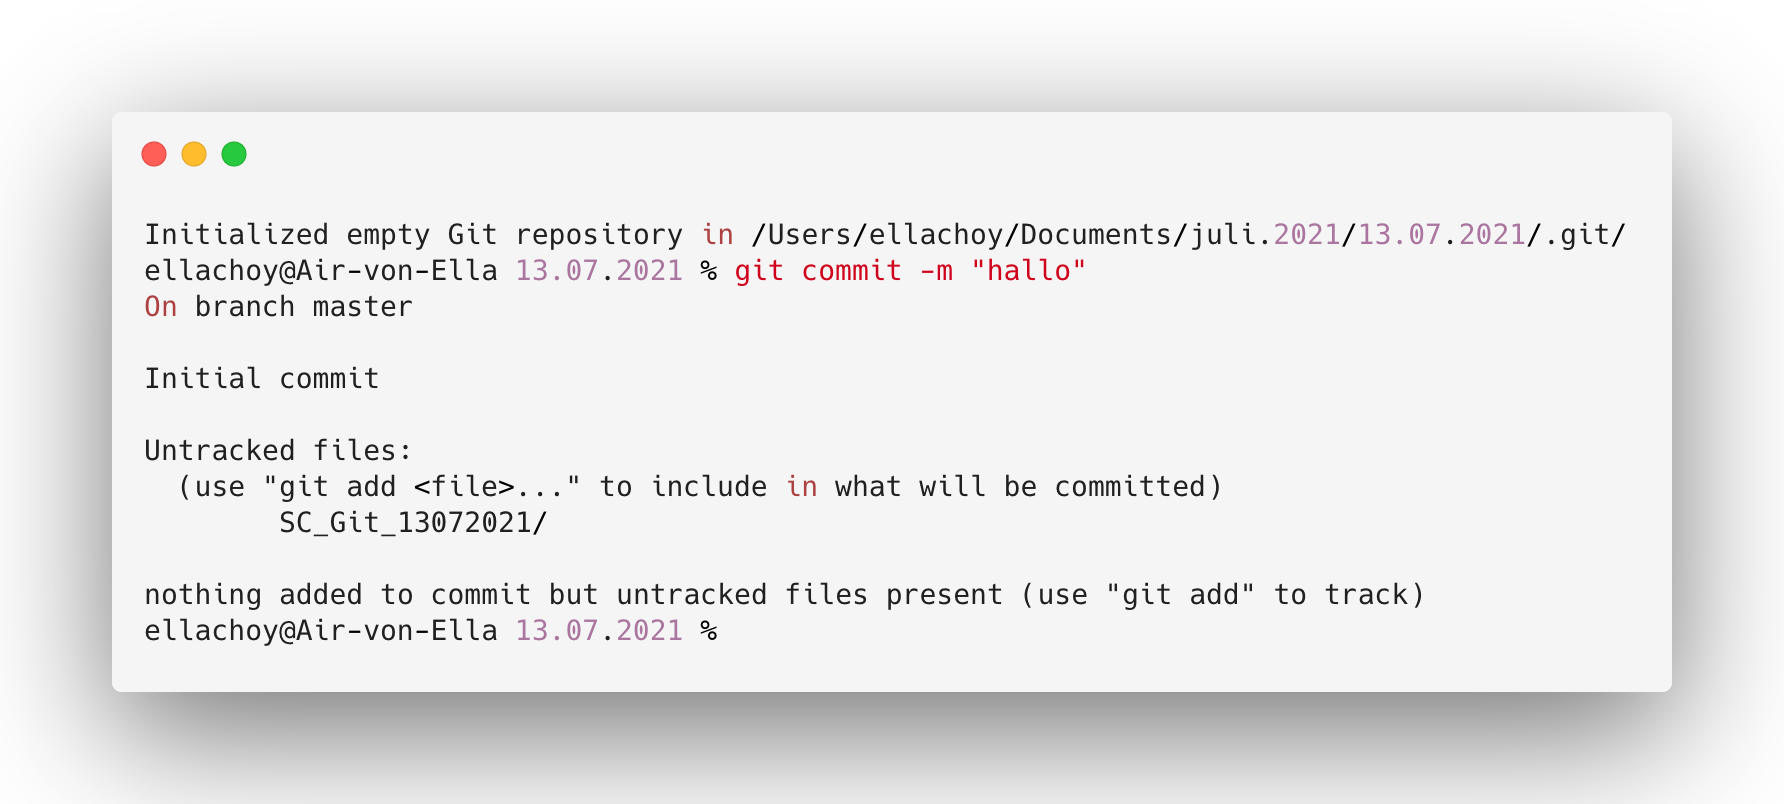 Initialized empty Git repository in /Users/ellachoy/Documents/juli.2021/13.07.2021/.git/
ellachoy@Air-von-Ella 13.07.2021 % git commit -m "hallo"
On branch master
Initial commit
Untracked files:
  (use "git add <file>..." to include in what will be committed)
        SC_Git_13072021/
nothing added to commit but untracked files present (use "git add" to track)
ellachoy@Air-von-Ella 13.07.2021 %